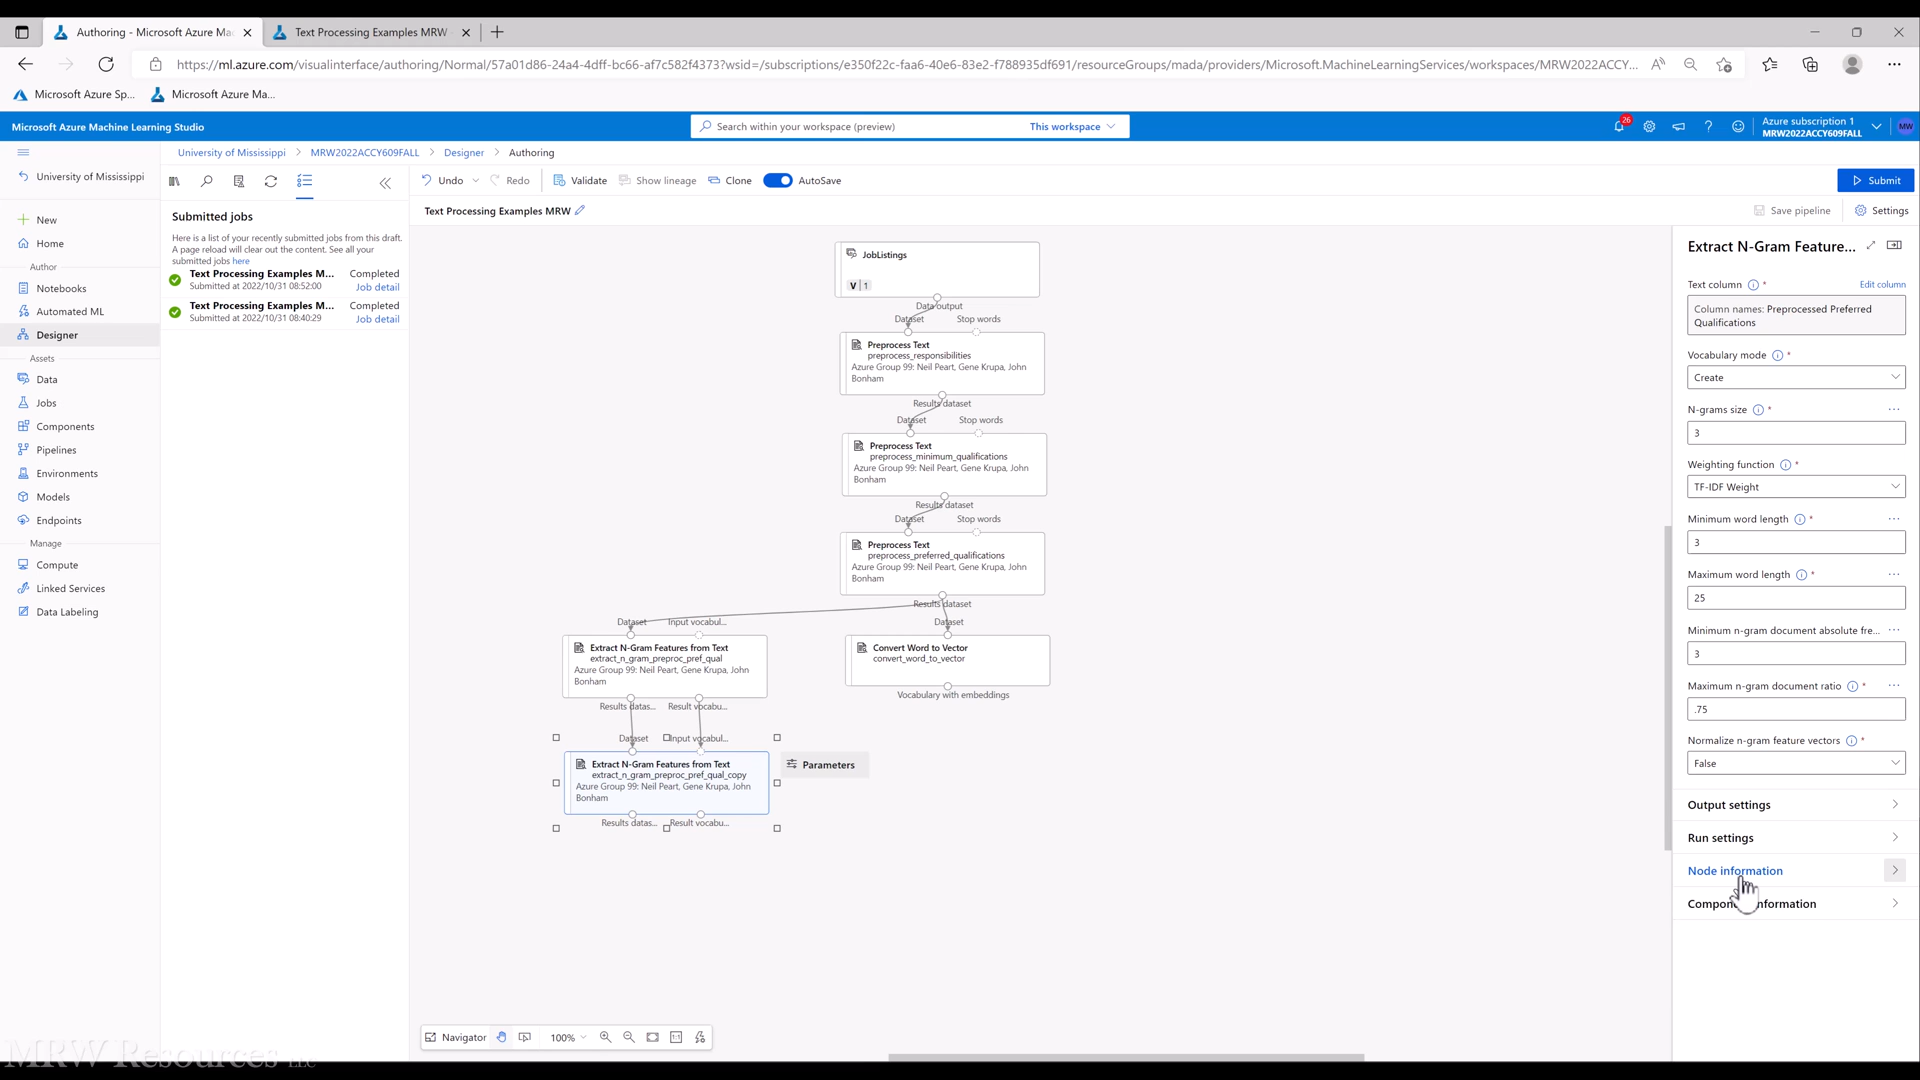 Authoring - Microsoft Azure Mac
Text Processing Examples MRW
https://ml.azure.com/visualinterface/authoring/Normal/57a01d86-24a4-4dff-bc66-af7c582f4373?wsid=/subscriptions/e350f22c-faa6-40e6-83e2-f788935df691/resourceGroups/mada/providers/Microsoft.MachineLearningServices/workspaces/MRW2022ACCY...
Microsoft Azure Sp...
Microsoft Azure Ma...
Microsoft Azure Machine Learning Studio
Search within your workspace (preview)
This workspace
26
Azure subscription 1
MRW2022ACCY609FALL
MW
University of Mississippi > MRW2022ACCY609FALL > Designer > Authoring
University of Mississippi
New
Home
Author
Notebooks
Automated ML
Designer
Assets
Data
Jobs
Components
Pipelines
Environments
Models
Endpoints
Manage
Compute
Linked Services
Data Labeling
Submitted jobs
Here is a list of your recently submitted jobs from this draft.
A page reload will clear out the content. See all your
submitted jobs here
Text Processing Examples M... Completed
Submitted at 2022/10/31 08:52:00 Job detail
Text Processing Examples M... Completed
Submitted at 2022/10/31 08:40:29 Job detail
Undo
Redo
Validate
Show lineage
Clone
AutoSave
Submit
Text Processing Examples MRW
Save pipeline
Settings
JobListings
V | 1
Data output
Dataset Stop words
Preprocess Text
preprocess_responsibilities
Azure Group 99: Neil Peart, Gene Krupa, John
Bonham
Results dataset
Dataset Stop words
Preprocess Text
preprocess_minimum_qualifications
Azure Group 99: Neil Peart, Gene Krupa, John
Bonham
Results dataset
Dataset Stop words
Preprocess Text
preprocess_preferred_qualifications
Azure Group 99: Neil Peart, Gene Krupa, John
Bonham
Results dataset
Dataset Input vocabul...
Dataset
Extract N-Gram Features from Text
extract_n_gram_preproc_pref_qual
Azure Group 99: Neil Peart, Gene Krupa, John
Bonham
Results datas... Result vocabu...
Convert Word to Vector
convert_word_to_vector
Vocabulary with embeddings
Dataset Input vocabul...
Extract N-Gram Features from Text
extract_n_gram_preproc_pref_qual_copy
Azure Group 99: Neil Peart, Gene Krupa, John
Bonham
Results datas... Result vocabu...
Parameters
Navigator
100%
Extract N-Gram Feature...
Text column * Edit column
Column names: Preprocessed Preferred
Qualifications
Vocabulary mode *
Create
N-grams size * ...
3
Weighting function *
TF-IDF Weight
Minimum word length * ...
3
Maximum word length * ...
25
Minimum n-gram document absolute fre... ...
3
Maximum n-gram document ratio * ...
.75
Normalize n-gram feature vectors *
False
Output settings
Run settings
Node information
MRW Resources LLC